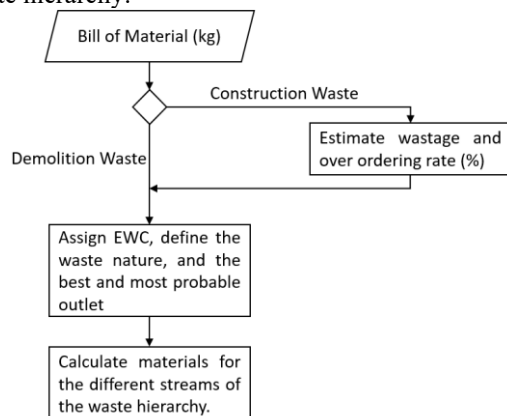 te hierarchy.
Bill of Material (kg)
Construction Waste
Estimate wastage and
over ordering rate (%)
Demolition Waste
Assign EWC, define the
waste nature, and the
best and most probable
outlet
Calculate materials for
the different streams of
the waste hierarchy.